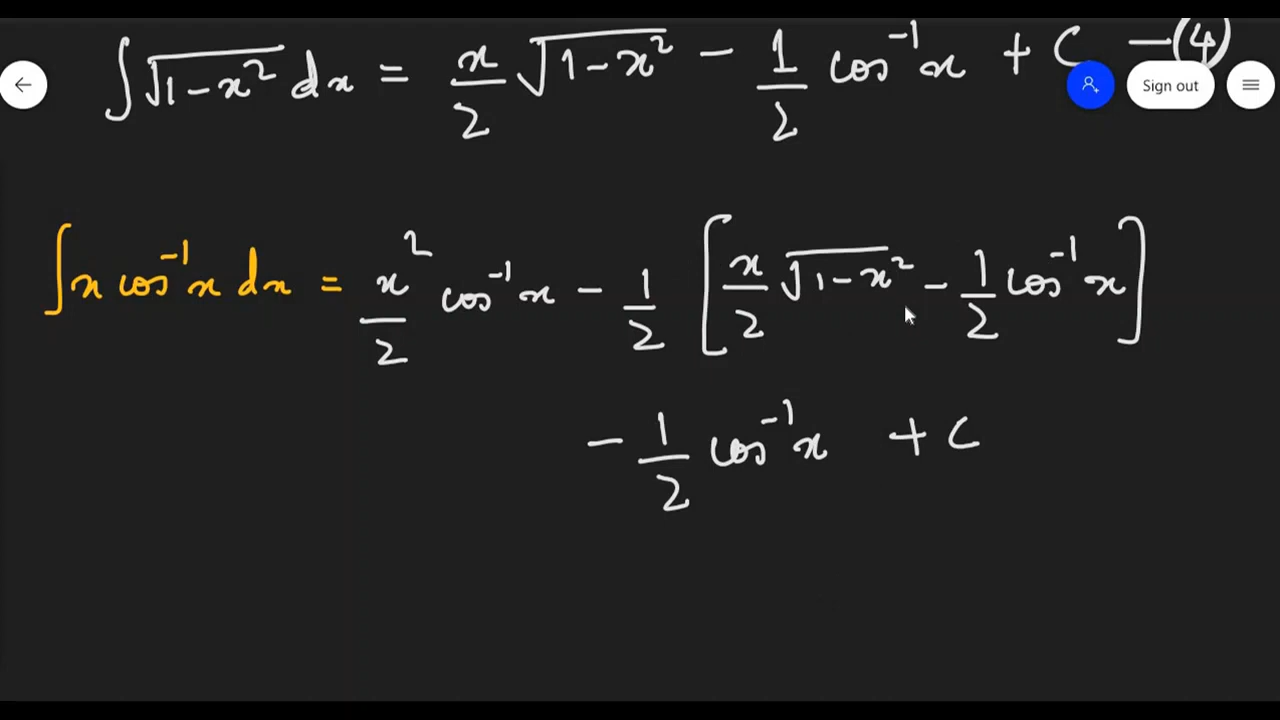 ∫√(1-x²) dx = x/2 √(1-x²) - 1/2 cos⁻¹x + C —(4)
Sign out
∫x cos⁻¹x dx = x²/2 cos⁻¹x - 1/2 [x/2 √(1-x²) - 1/2 cos⁻¹x]
- 1/2 cos⁻¹x + C